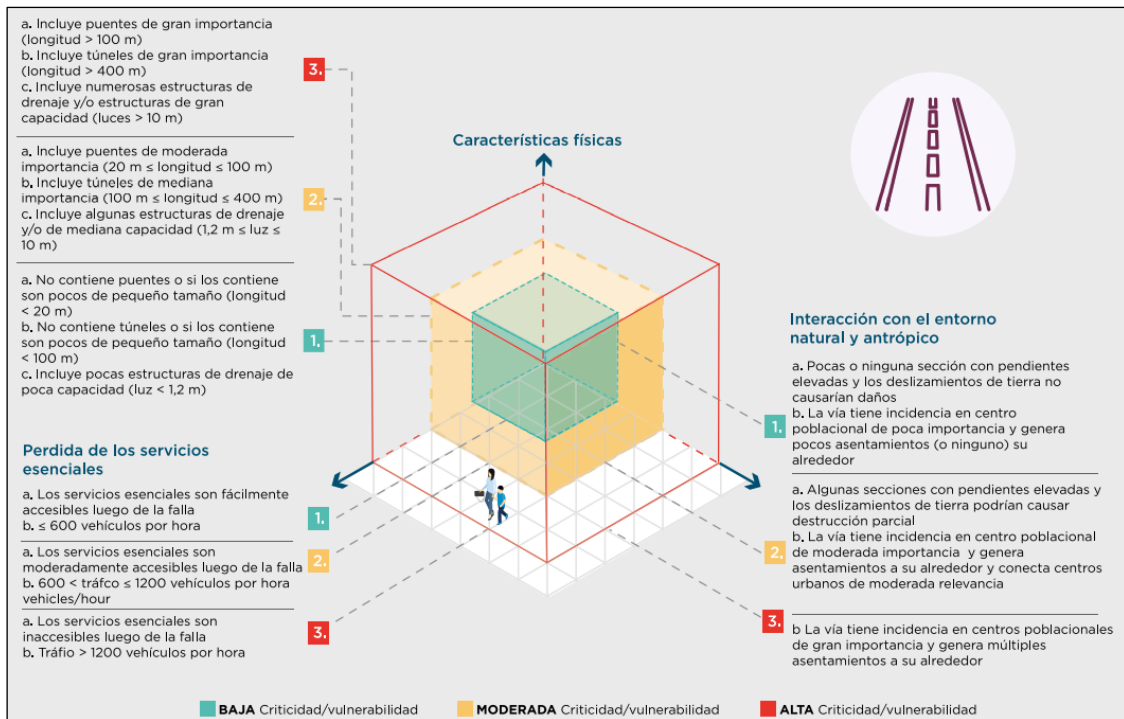 a. Incluye puentes de gran importancia
(longitud > 100 m)
b. Incluye túneles de gran importancia
(longitud > 400 m)
c. Incluye numerosas estructuras de
drenaje y/o estructuras de gran
capacidad (luces > 10 m)
3.
a. Incluye puentes de moderada
importancia (20 m ≤ longitud ≤ 100 m)
b. Incluye túneles de mediana
importancia (100 m ≤ longitud ≤ 400 m)
c. Incluye algunas estructuras de drenaje
y/o de mediana capacidad (1,2 m ≤ luz ≤
10 m)
2.
a. No contiene puentes o si los contiene
son pocos de pequeño tamaño (longitud
< 20 m)
b. No contiene túneles o si los contiene
son pocos de pequeño tamaño (longitud
< 100 m)
c. Incluye pocas estructuras de drenaje de
poca capacidad (luz < 1,2 m)
1.
Características físicas
Perdida de los servicios
esenciales
a. Los servicios esenciales son fácilmente
accesibles luego de la falla
b. ≤ 600 vehículos por hora
1.
a. Los servicios esenciales son
moderadamente accesibles luego de la falla
b. 600 < tráfco ≤ 1200 vehículos por hora
vehicles/hour
2.
a. Los servicios esenciales son
inaccesibles luego de la falla
b. Tráfio > 1200 vehículos por hora
3.
Interacción con el entorno
natural y antrópico
a. Pocas o ninguna sección con pendientes
elevadas y los deslizamientos de tierra no
causarían daños
b. La vía tiene incidencia en centro
poblacional de poca importancia y genera
pocos asentamientos (o ninguno) su
alrededor
1.
a. Algunas secciones con pendientes elevadas y
los deslizamientos de tierra podrían causar
destrucción parcial
b. La vía tiene incidencia en centro poblacional
de moderada importancia y genera
asentamientos a su alrededor y conecta centros
urbanos de moderada relevancia
2.
3.
b La vía tiene incidencia en centros poblacionales
de gran importancia y genera múltiples
asentamientos a su alrededor
BAJA Criticidad/vulnerabilidad
MODERADA Criticidad/vulnerabilidad
ALTA Criticidad/vulnerabilidad